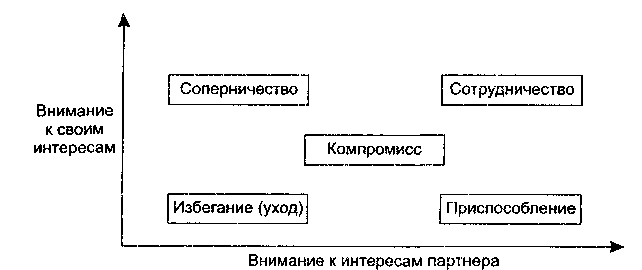 Соперничество
Сотрудничество
Внимание
к своим
интересам
Компромисс
Избегание (уход)
Приспособление
Внимание к интересам партнера